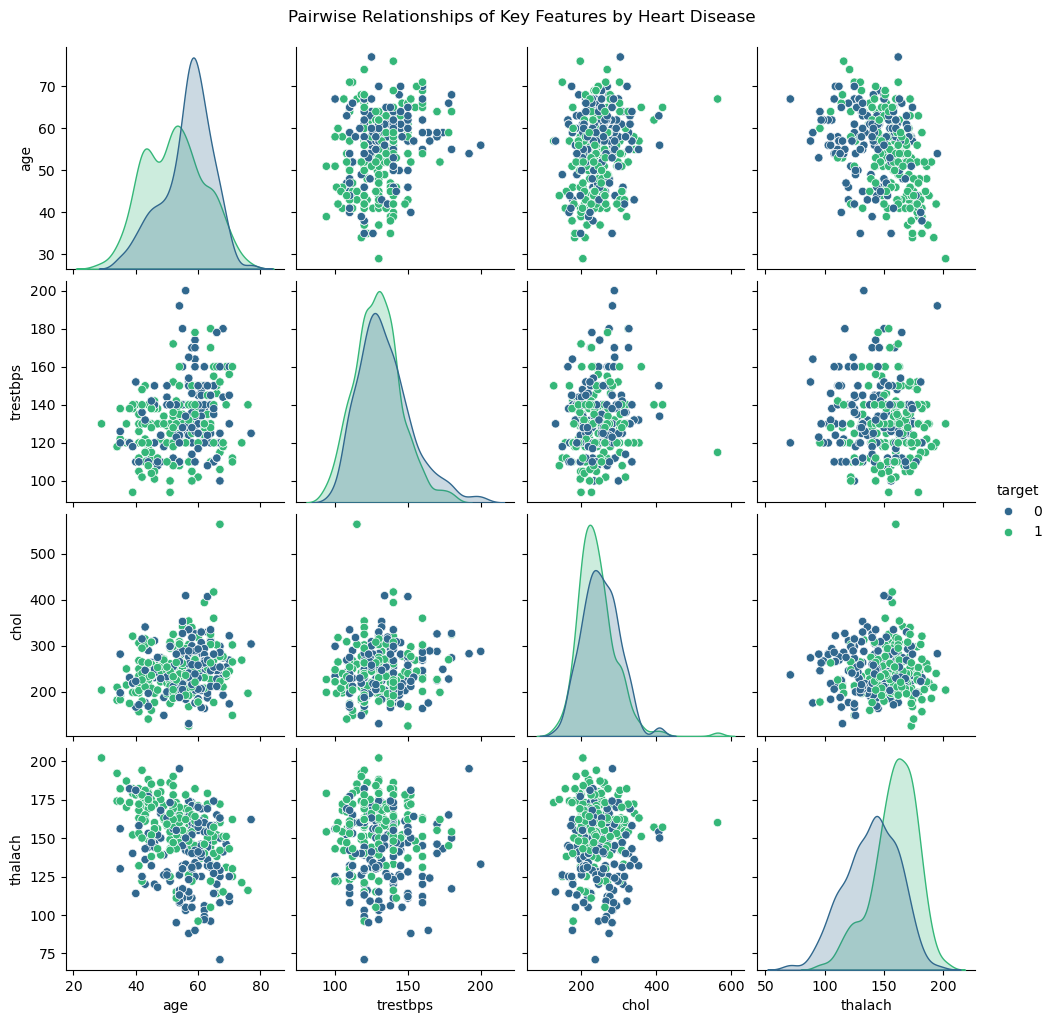 Pairwise Relationships of Key Features by Heart Disease
age
70
60
50
40
30
trestbps
200
180
160
140
120
100
chol
500
400
300
200
thalach
200
175
150
125
100
75
20 40 60 80
100 150 200
200 400 600
50 100 150 200
age trestbps chol thalach
target
0
1